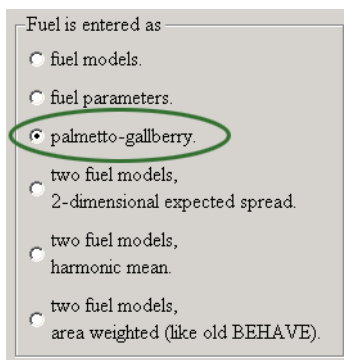 Fuel is entered as
fuel models.
fuel parameters.
palmetto-gallberry.
two fuel models,
2-dimensional expected spread.
two fuel models,
harmonic mean.
two fuel models,
area weighted (like old BEHAVE).